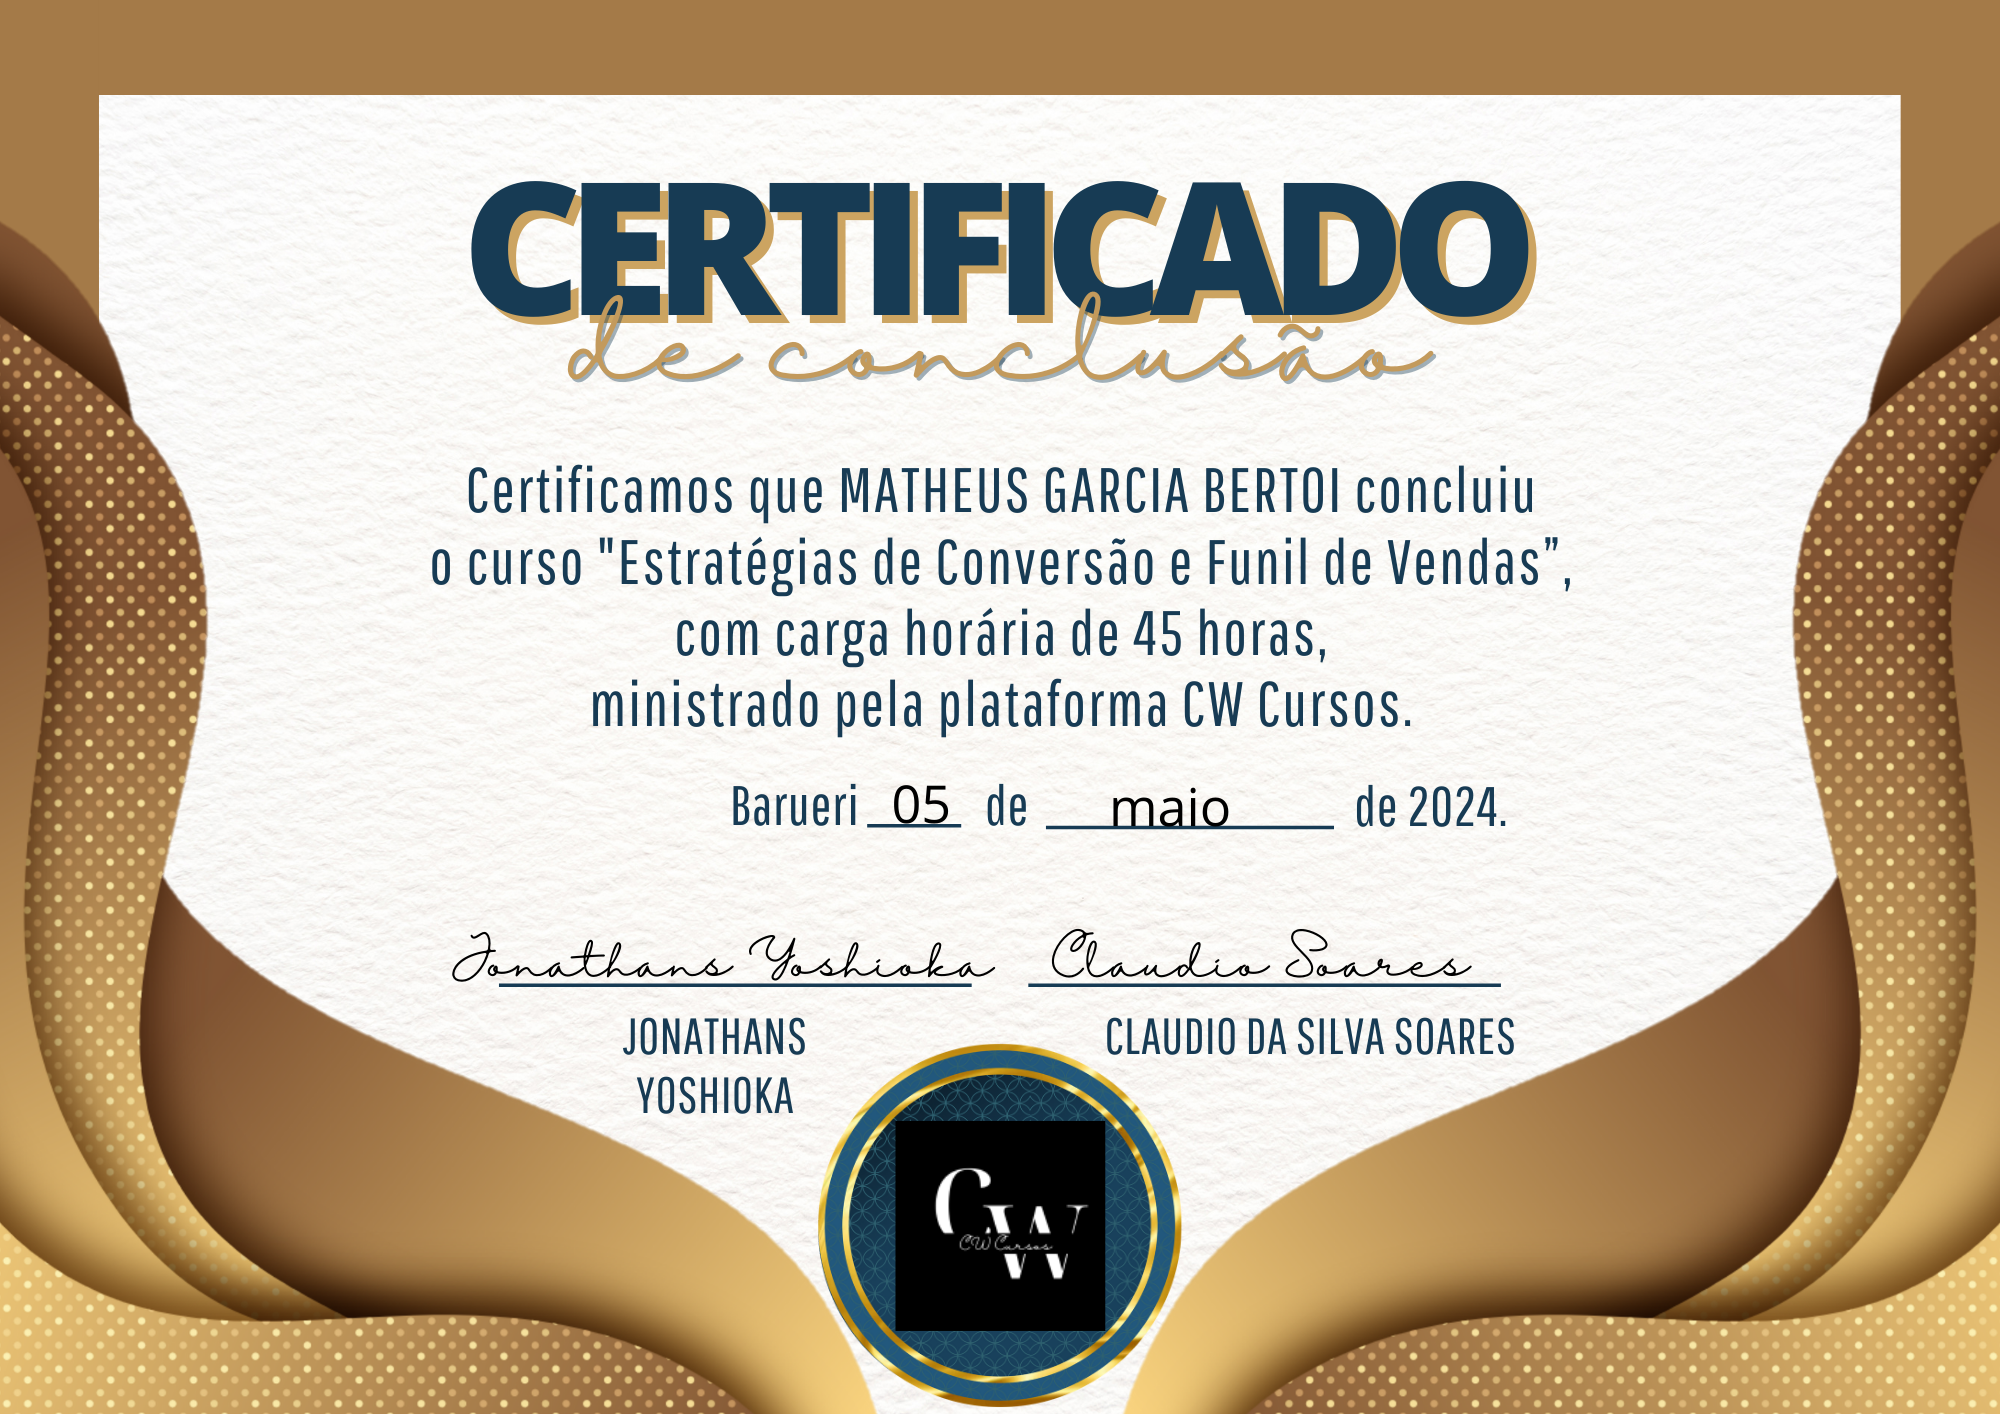 CERTIFICADO
de conclusão
Certificamos que MATHEUS GARCIA BERTOI concluiu
o curso "Estratégias de Conversão e Funil de Vendas”,
com carga horária de 45 horas,
ministrado pela plataforma CW Cursos.
Barueri 05 de maio de 2024.
Jonathans Yoshioka Claudio Soares
JONATHANS CLAUDIO DA SILVA SOARES
YOSHIOKA
CW
CW Cursos